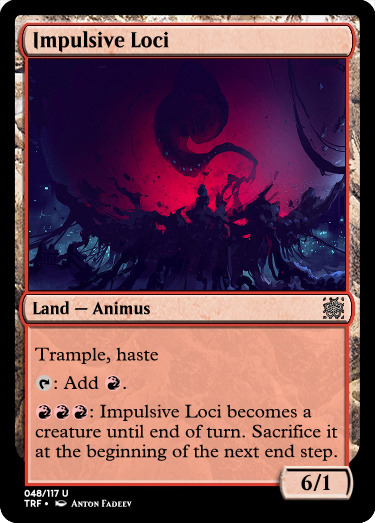 Impulsive Loci
Land — Animus
Trample, haste
: Add .
: Impulsive Loci becomes a
creature until end of turn. Sacrifice it
at the beginning of the next end step.
6/1
048/117 U
TRF • Anton Fadeev